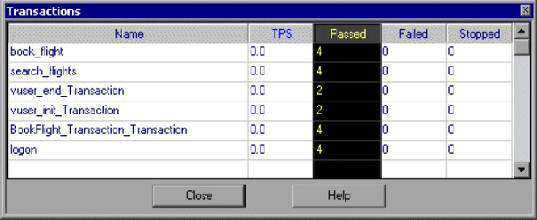 Transactions
Name TPS Passed Failed Stopped
book_flight 0.0 4 0 0
search_flights 0.0 4 0 0
vuser_end_Transaction 0.0 2 0 0
vuser_init_Transaction 0.0 2 0 0
BookFlight_Transaction_Transaction 0.0 4 0 0
logon 0.0 4 0 0
Close Help